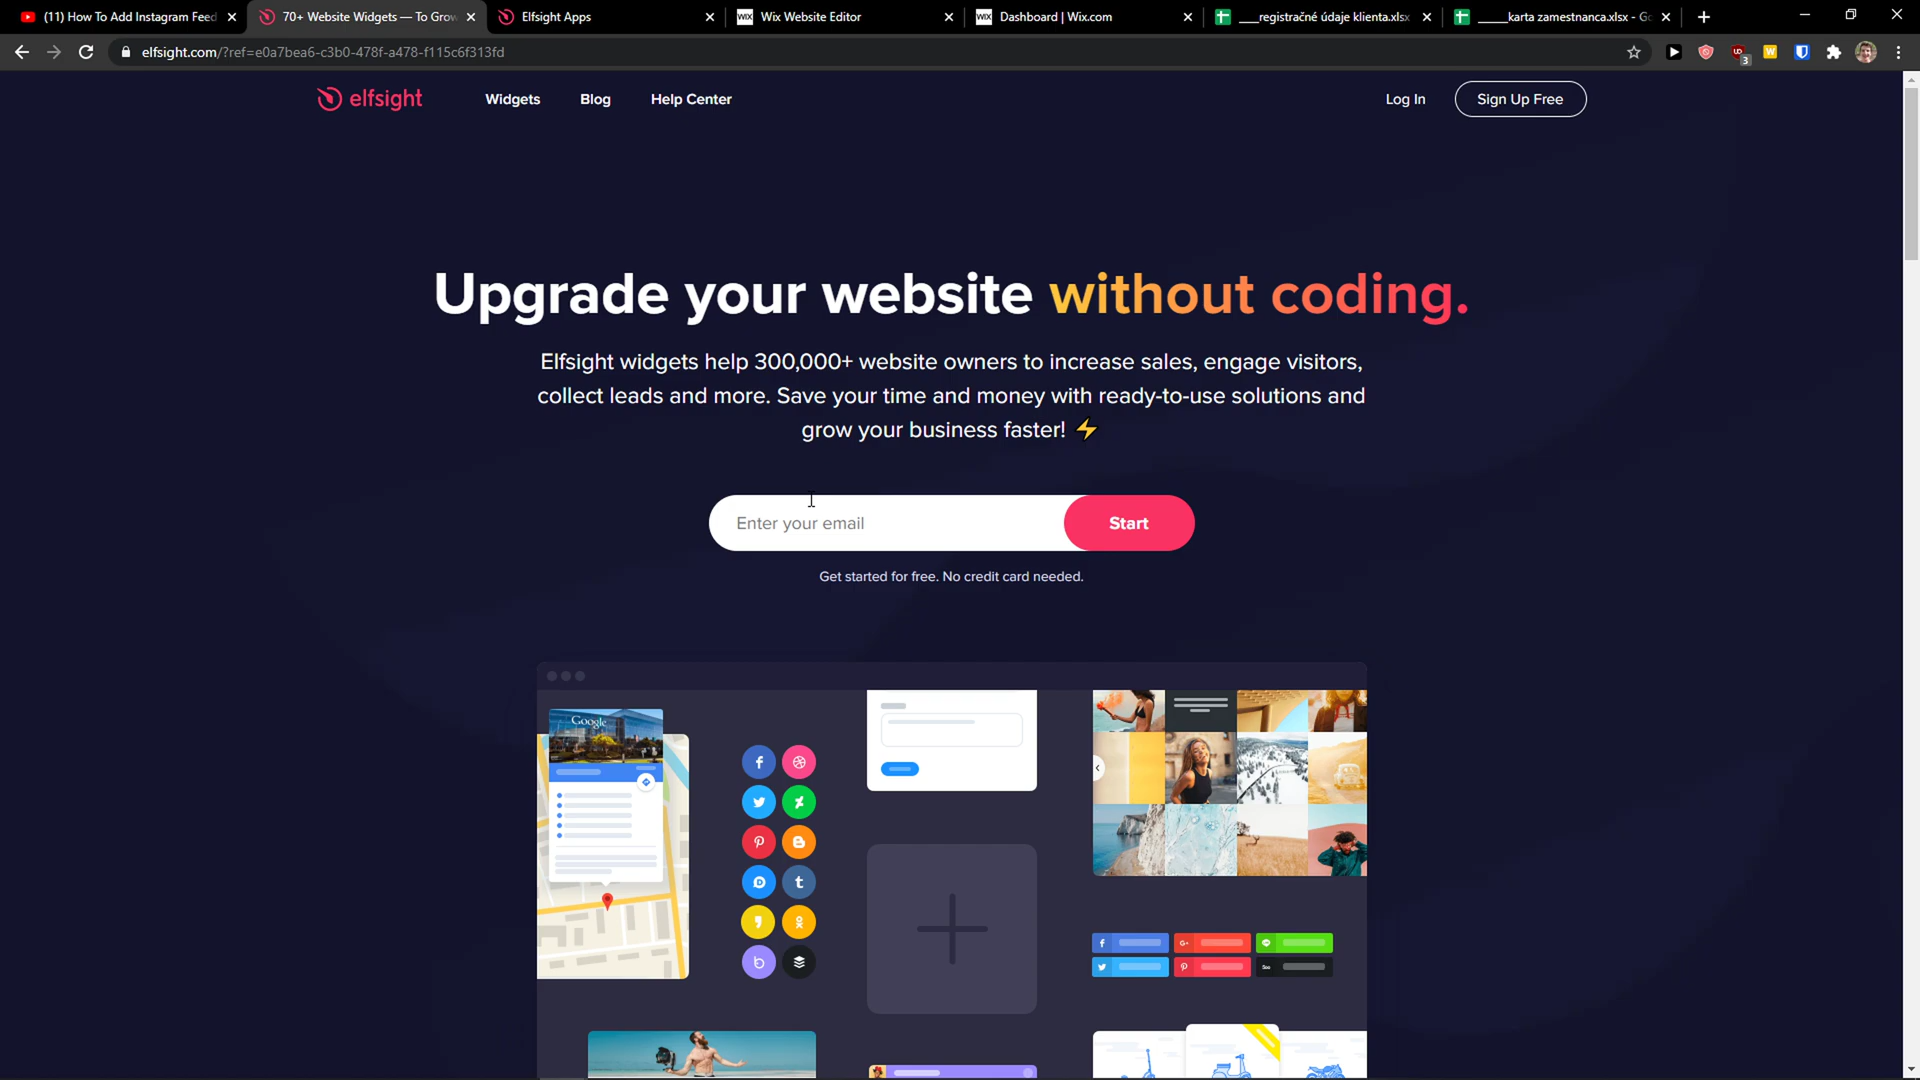 (11) How To Add Instagram Feed
70+ Website Widgets — To Grow
Elfsight Apps
Wix Website Editor
Dashboard | Wix.com
___registračné údaje klienta.xlsx
_____karta zamestnanca.xlsx - Go
elfsight.com/?ref=e0a7bea6-c3b0-478f-a478-f115c6f313fd
3
elfsight
Widgets
Blog
Help Center
Log In
Sign Up Free
Upgrade your website without coding.
Elfsight widgets help 300,000+ website owners to increase sales, engage visitors,
collect leads and more. Save your time and money with ready-to-use solutions and
grow your business faster! ⚡
Enter your email
Start
Get started for free. No credit card needed.
Google